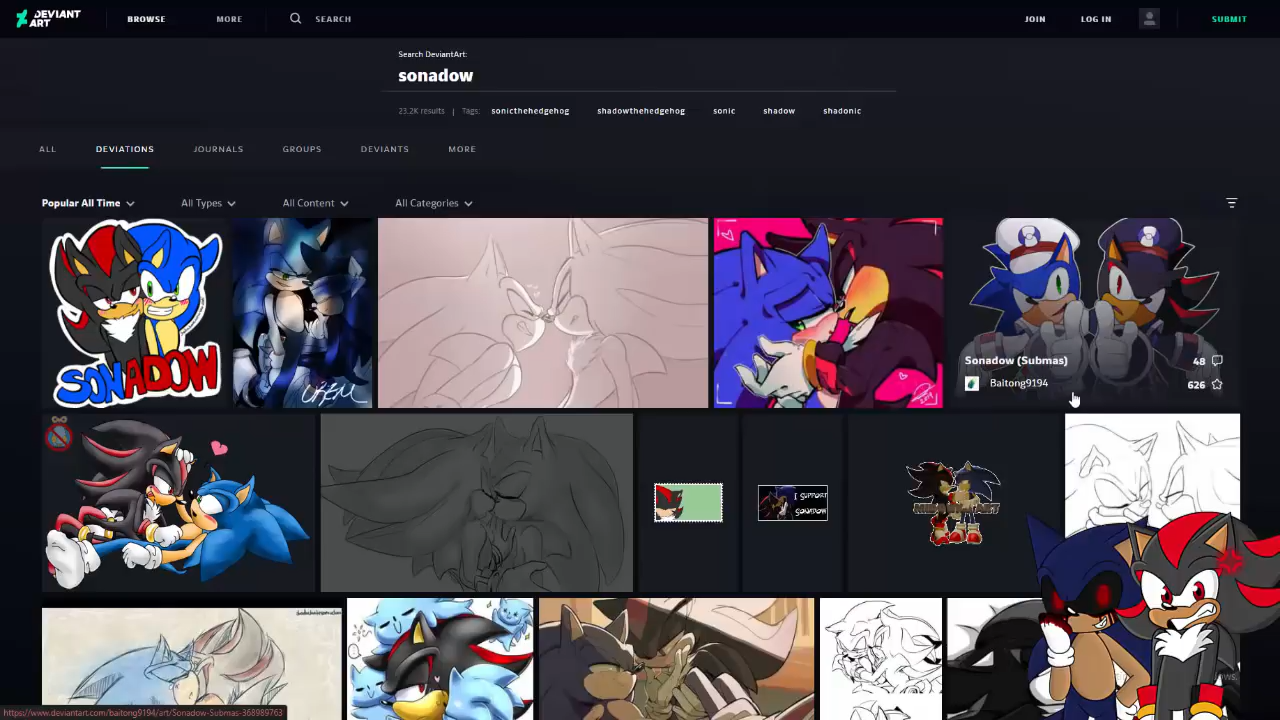 DEVIANT ART
BROWSE
MORE
SEARCH
JOIN
LOG IN
SUBMIT
Search DeviantArt:
sonadow
23.2K results | Tags: sonicthehedgehog shadowthehedgehog sonic shadow shadonic
ALL
DEVIATIONS
JOURNALS
GROUPS
DEVIANTS
MORE
Popular All Time
All Types
All Content
All Categories
SONADOW
Sonadow (Submas)
48
Baitong9194
626
I SUPPORT
SONADOW
https://www.deviantart.com/baitong9194/art/Sonadow-Submas-368989763